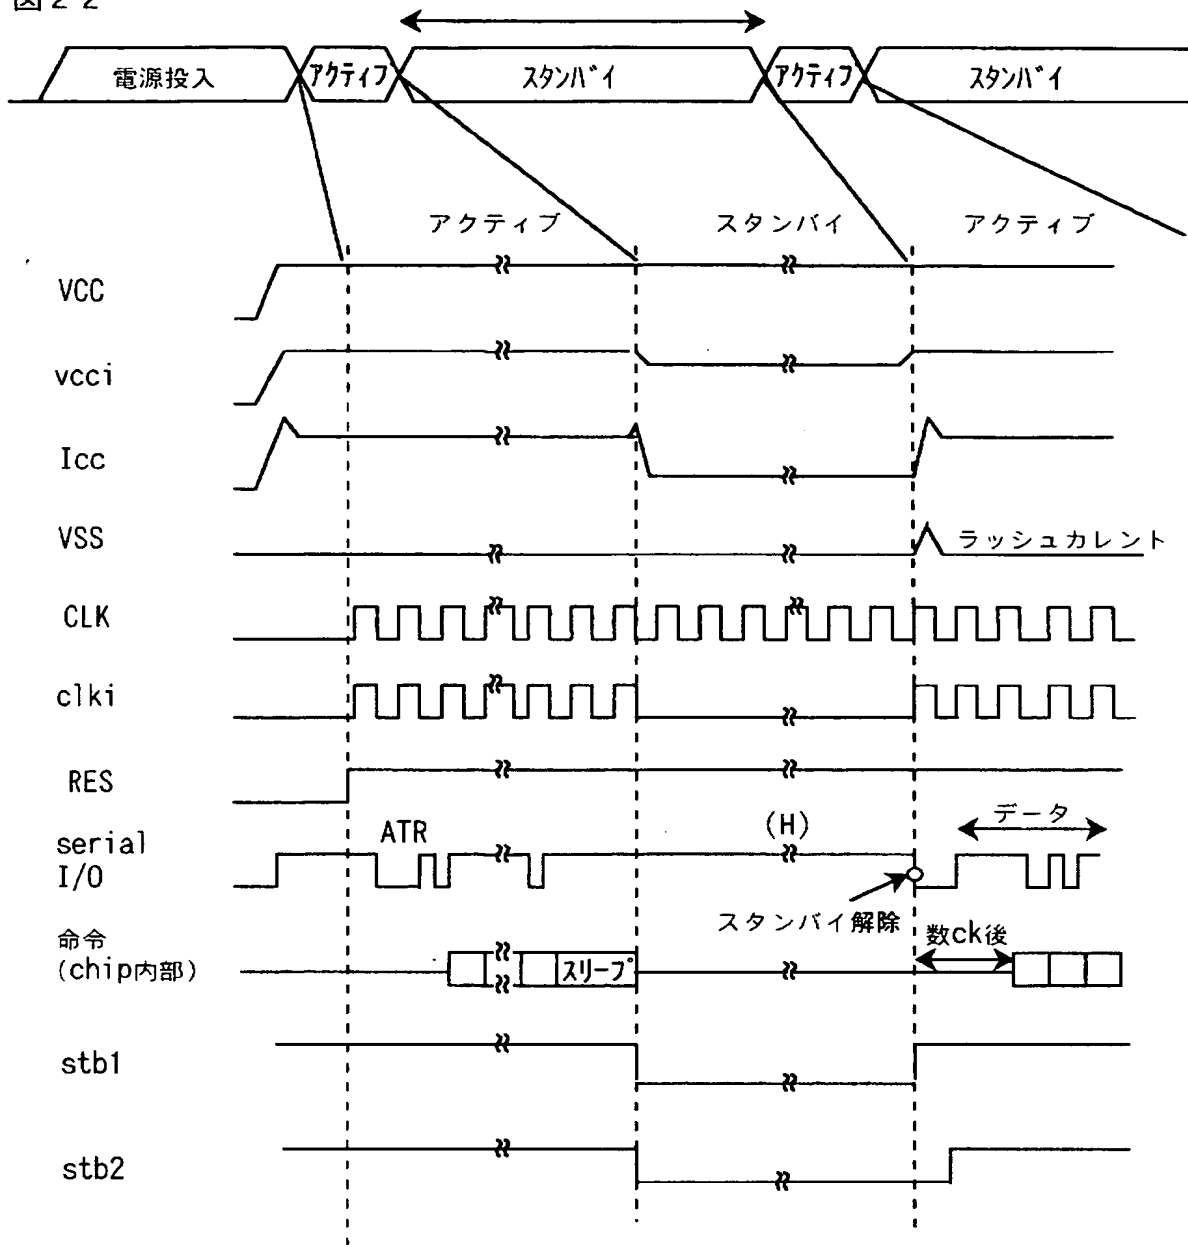 図22
電源投入
アクティブ
スタンバイ
アクティブ
スタンバイ
アクティブ
スタンバイ
アクティブ
VCC
vcci
Icc
VSS
ラッシュカレント
CLK
clki
RES
serial
I/O
ATR
(H)
データ
スタンバイ解除
命令
(chip内部)
スリープ
数ck後
stb1
stb2